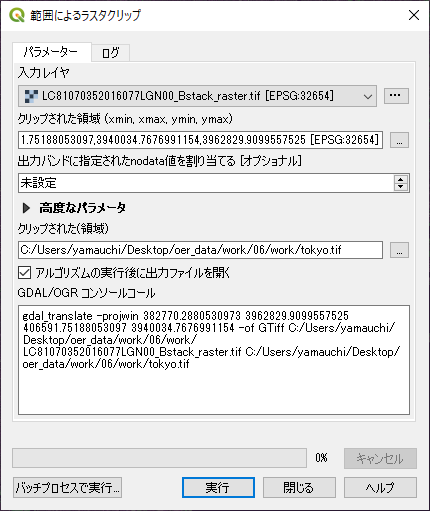 範囲によるラスタクリップ
パラメーター ログ
入力レイヤ
LC81070352016077LGN00_Bstack_raster.tif [EPSG:32654]
クリップされた領域 (xmin, xmax, ymin, ymax)
1.75188053097,3940034.7676991154,3962829.9099557525 [EPSG:32654]
出力バンドに指定されたnodata値を割り当てる [オプショナル]
未設定
高度なパラメータ
クリップされた(領域)
C:/Users/yamauchi/Desktop/oer_data/work/06/work/tokyo.tif
アルゴリズムの実行後に出力ファイルを開く
GDAL/OGR コンソールコール
gdal_translate -projwin 382770.2880530973 3962829.9099557525
406591.75188053097 3940034.7676991154 -of GTiff C:/Users/yamauchi/
Desktop/oer_data/work/06/work/
LC81070352016077LGN00_Bstack_raster.tif C:/Users/yamauchi/Desktop/
oer_data/work/06/work/tokyo.tif
0% キャンセル
バッチプロセスで実行... 実行 閉じる ヘルプ